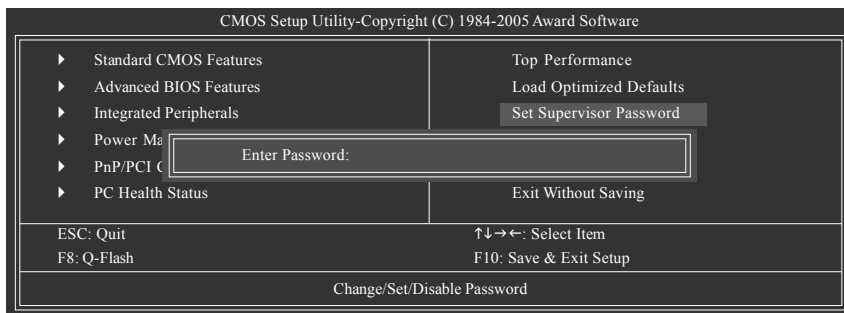 CMOS Setup Utility-Copyright (C) 1984-2005 Award Software
Standard CMOS Features
Advanced BIOS Features
Integrated Peripherals
Power Ma
PnP/PCI
PC Health Status
Top Performance
Load Optimized Defaults
Set Supervisor Password
Exit Without Saving
Enter Password:
ESC: Quit
↑↓→←: Select Item
F8: Q-Flash
F10: Save & Exit Setup
Change/Set/Disable Password